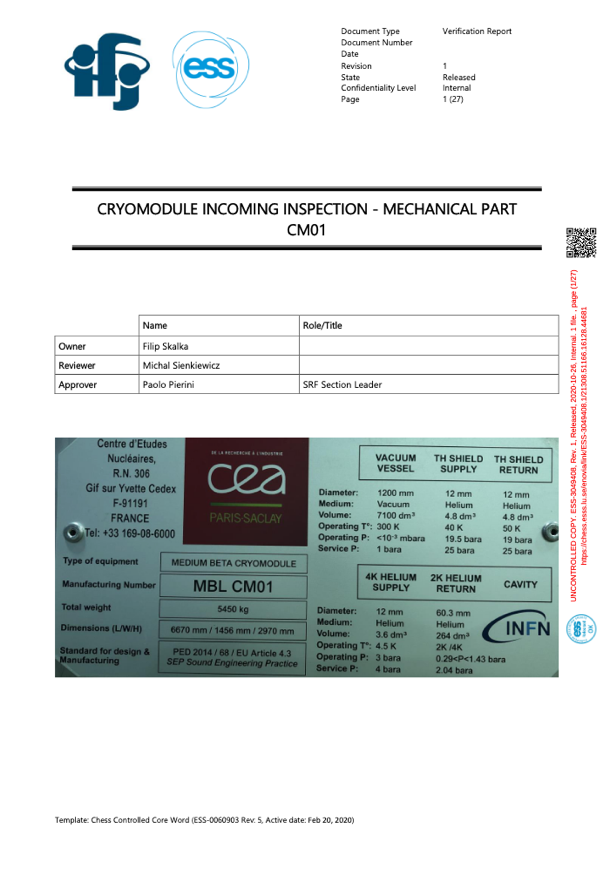 ifj
ess
Document Type Verification Report
Document Number
Date
Revision 1
State Released
Confidentiality Level Internal
Page 1 (27)
CRYOMODULE INCOMING INSPECTION - MECHANICAL PART
CM01
Name Role/Title
Owner Filip Skalka
Reviewer Michal Sienkiewicz
Approver Paolo Pierini SRF Section Leader
Centre d'Etudes
Nucléaires,
R.N. 306
Gif sur Yvette Cedex
F-91191
FRANCE
Tel: +33 169-08-6000
DE LA RECHERCHE À L'INDUSTRIE
cea
PARIS-SACLAY
Type of equipment MEDIUM BETA CRYOMODULE
Manufacturing Number MBL CM01
Total weight 5450 kg
Dimensions (L/W/H) 6670 mm / 1456 mm / 2970 mm
Standard for design & PED 2014 / 68 / EU Article 4.3
Manufacturing SEP Sound Engineering Practice
VACUUM TH SHIELD TH SHIELD
VESSEL SUPPLY RETURN
Diameter: 1200 mm 12 mm 12 mm
Medium: Vacuum Helium Helium
Volume: 7100 dm³ 4.8 dm³ 4.8 dm³
Operating T°: 300 K 40 K 50 K
Operating P: <10⁻³ mbara 19.5 bara 19 bara
Service P: 1 bara 25 bara 25 bara
4K HELIUM 2K HELIUM CAVITY
SUPPLY RETURN
Diameter: 12 mm 60.3 mm
Medium: Helium Helium
Volume: 3.6 dm³ 264 dm³
Operating T°: 4.5 K 2K /4K
Operating P: 3 bara 0.29<P<1.43 bara
Service P: 4 bara 2.04 bara
INFN
Template: Chess Controlled Core Word (ESS-0060903 Rev: 5, Active date: Feb 20, 2020)
UNCONTROLLED COPY. ESS-3049408, Rev. 1, Released, 2020-10-26, Internal. 1 file. , page (1/27)
https://chess.esss.lu.se/enovia/link/ESS-3049408.1/21308.51166.16128.44681